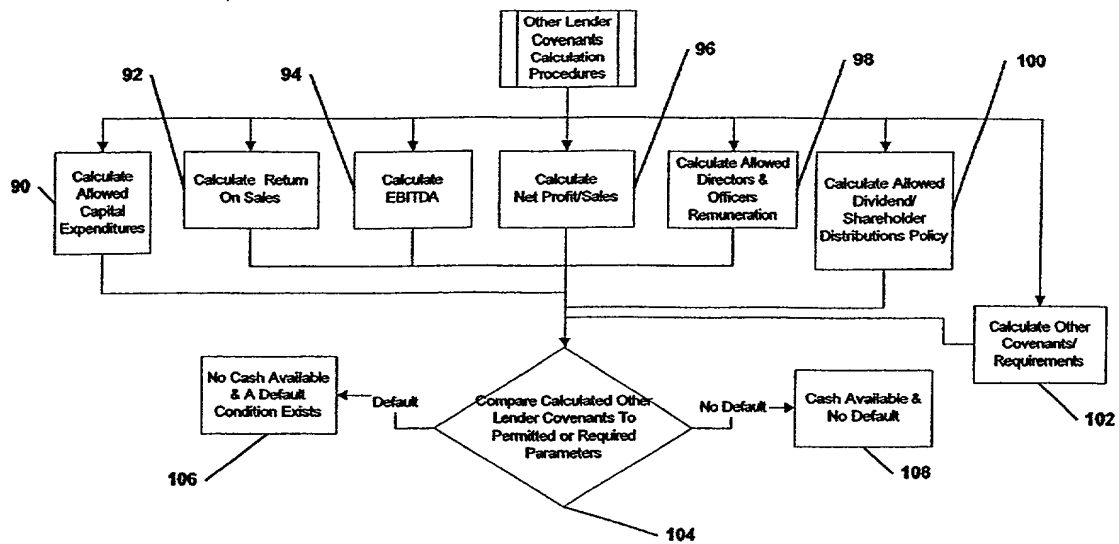 Other Lender
Covenants
Calculation
Procedures
92
94
96
98
100
90
Calculate
Allowed
Capital
Expenditures
Calculate Return
On Sales
Calculate
EBITDA
Calculate
Net Profit/Sales
Calculate Allowed
Directors &
Officers
Remuneration
Calculate Allowed
Dividend/
Shareholder
Distributions Policy
Calculate Other
Covenants/
Requirements
102
No Cash Available
& A Default
Condition Exists
106
Default
Compare Calculated Other
Lender Covenants To
Permitted or Required
Parameters
104
No Default
Cash Available &
No Default
108